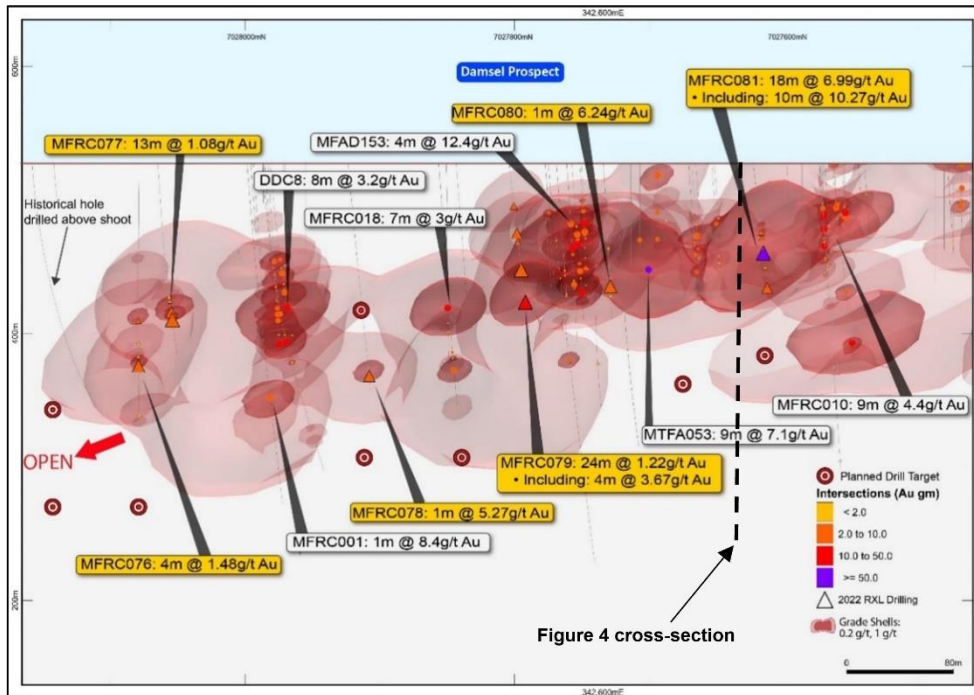 342,600mE
7028000mN
7027800mN
7027600mN
600m
400m
200m
Damsel Prospect
MFRC081: 18m @ 6.99g/t Au
• Including: 10m @ 10.27g/t Au
MFRC080: 1m @ 6.24g/t Au
MFRC077: 13m @ 1.08g/t Au
MFAD153: 4m @ 12.4g/t Au
DDC8: 8m @ 3.2g/t Au
MFRC018: 7m @ 3g/t Au
Historical hole
drilled above shoot
OPEN
MFRC010: 9m @ 4.4g/t Au
MTFA053: 9m @ 7.1g/t Au
MFRC079: 24m @ 1.22g/t Au
• Including: 4m @ 3.67g/t Au
MFRC078: 1m @ 5.27g/t Au
MFRC001: 1m @ 8.4g/t Au
MFRC076: 4m @ 1.48g/t Au
Figure 4 cross-section
Planned Drill Target
Intersections (Au gm)
< 2.0
2.0 to 10.0
10.0 to 50.0
>= 50.0
2022 RXL Drilling
Grade Shells:
0.2 g/t, 1 g/t
0 80m
342,600mE